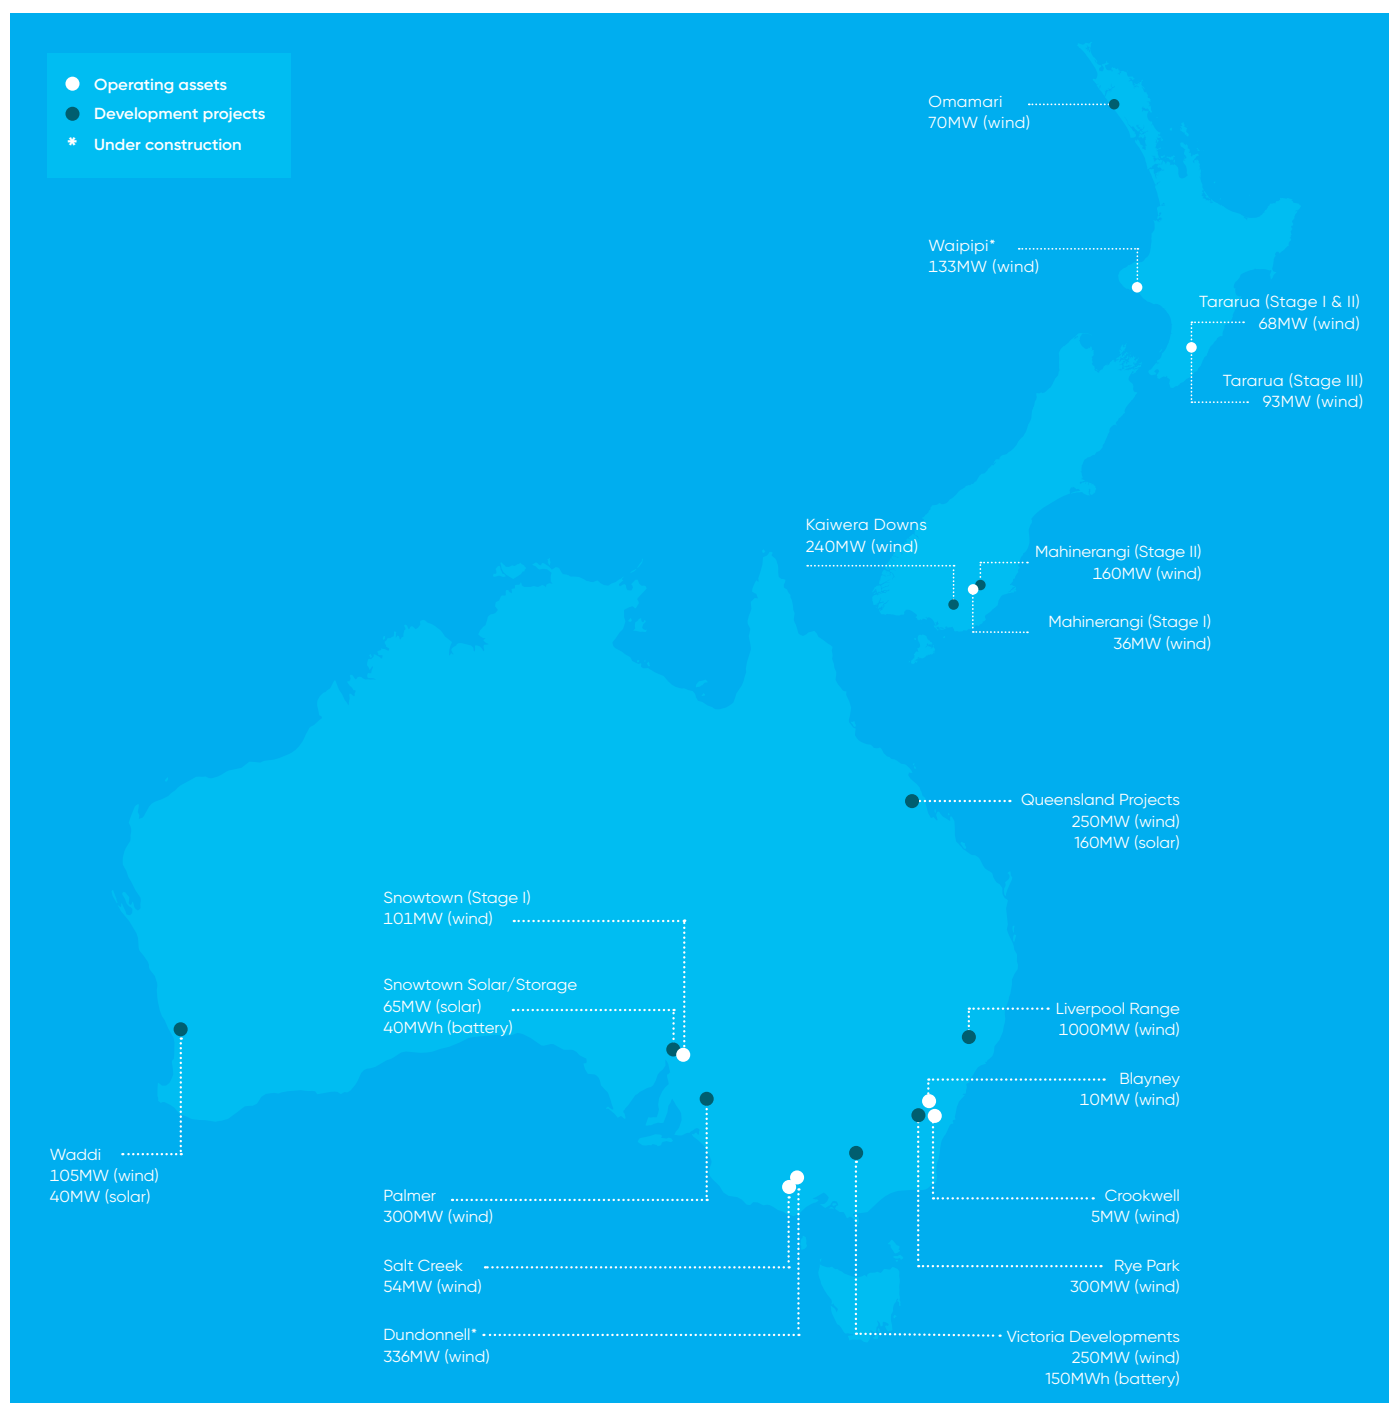 Operating assets
Development projects
* Under construction
Omamari
70MW (wind)
Waipipi*
133MW (wind)
Tararua (Stage I & II)
68MW (wind)
Tararua (Stage III)
93MW (wind)
Kaiwera Downs
240MW (wind)
Mahinerangi (Stage II)
160MW (wind)
Mahinerangi (Stage I)
36MW (wind)
Queensland Projects
250MW (wind)
160MW (solar)
Snowtown (Stage I)
101MW (wind)
Snowtown Solar/Storage
65MW (solar)
40MWh (battery)
Liverpool Range
1000MW (wind)
Blayney
10MW (wind)
Waddi
105MW (wind)
40MW (solar)
Palmer
300MW (wind)
Crookwell
5MW (wind)
Salt Creek
54MW (wind)
Rye Park
300MW (wind)
Dundonnell*
336MW (wind)
Victoria Developments
250MW (wind)
150MWh (battery)